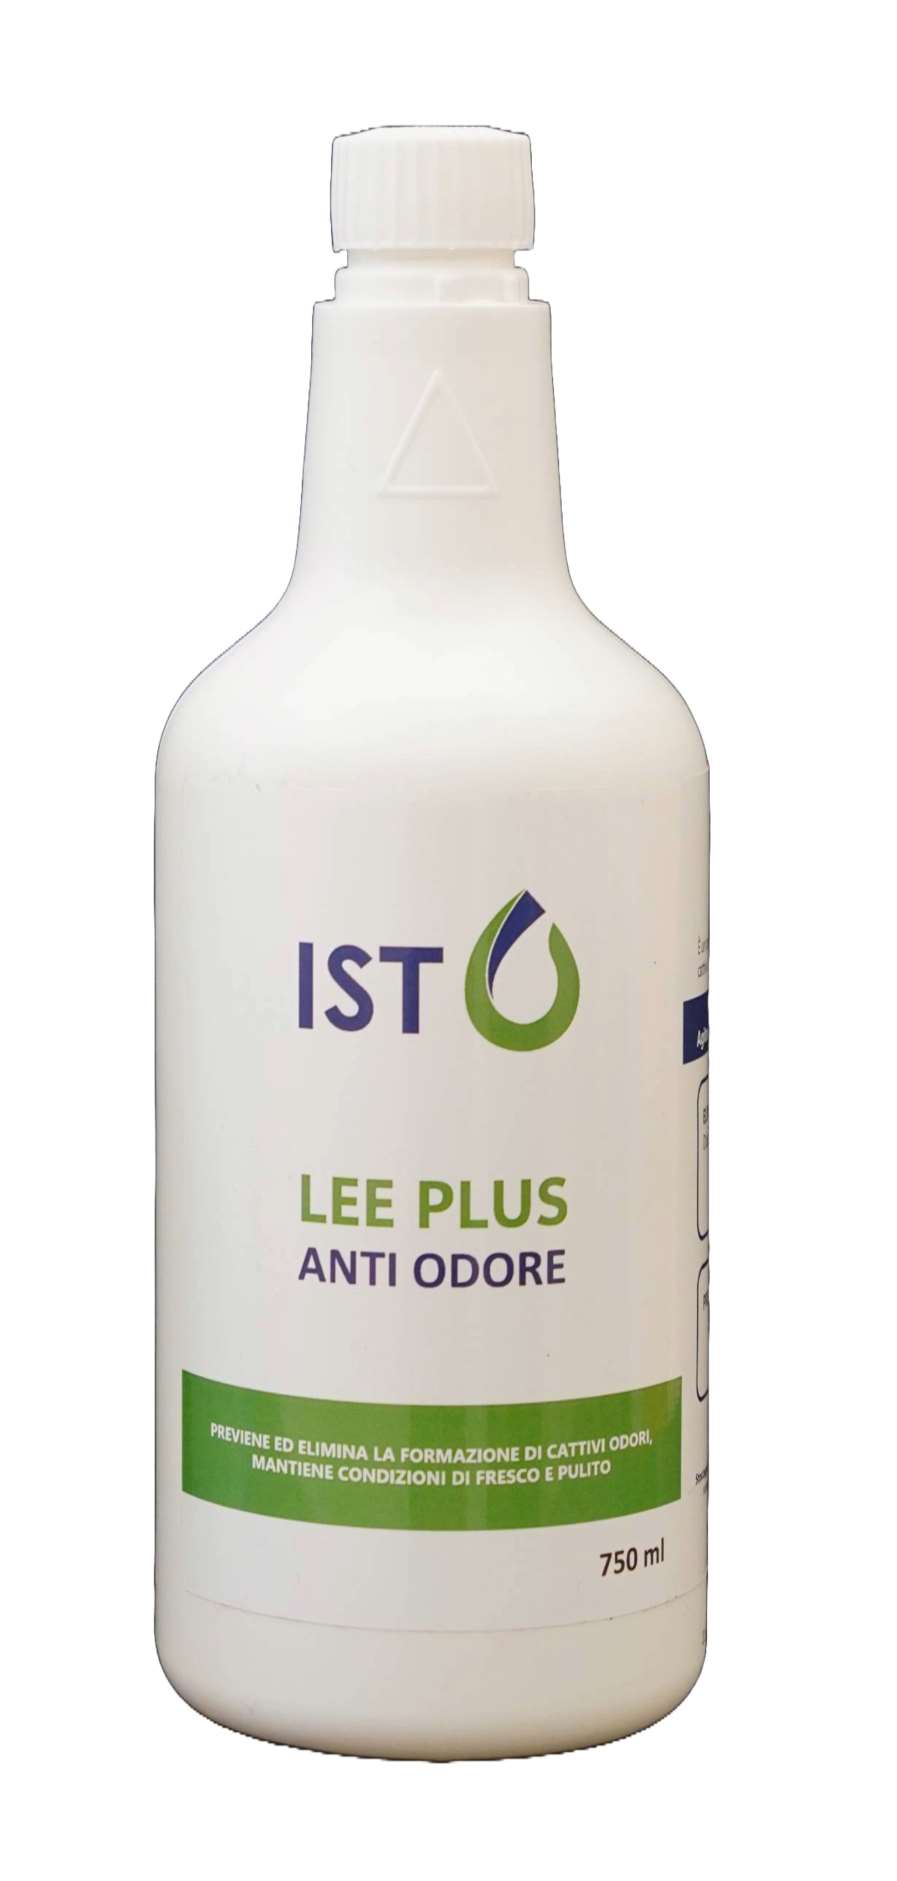 IST
LEE PLUS
ANTI ODORE
PREVIENE ED ELIMINA LA FORMAZIONE DI CATTIVI ODORI,
MANTIENE CONDIZIONI DI FRESCO E PULITO
750 ml